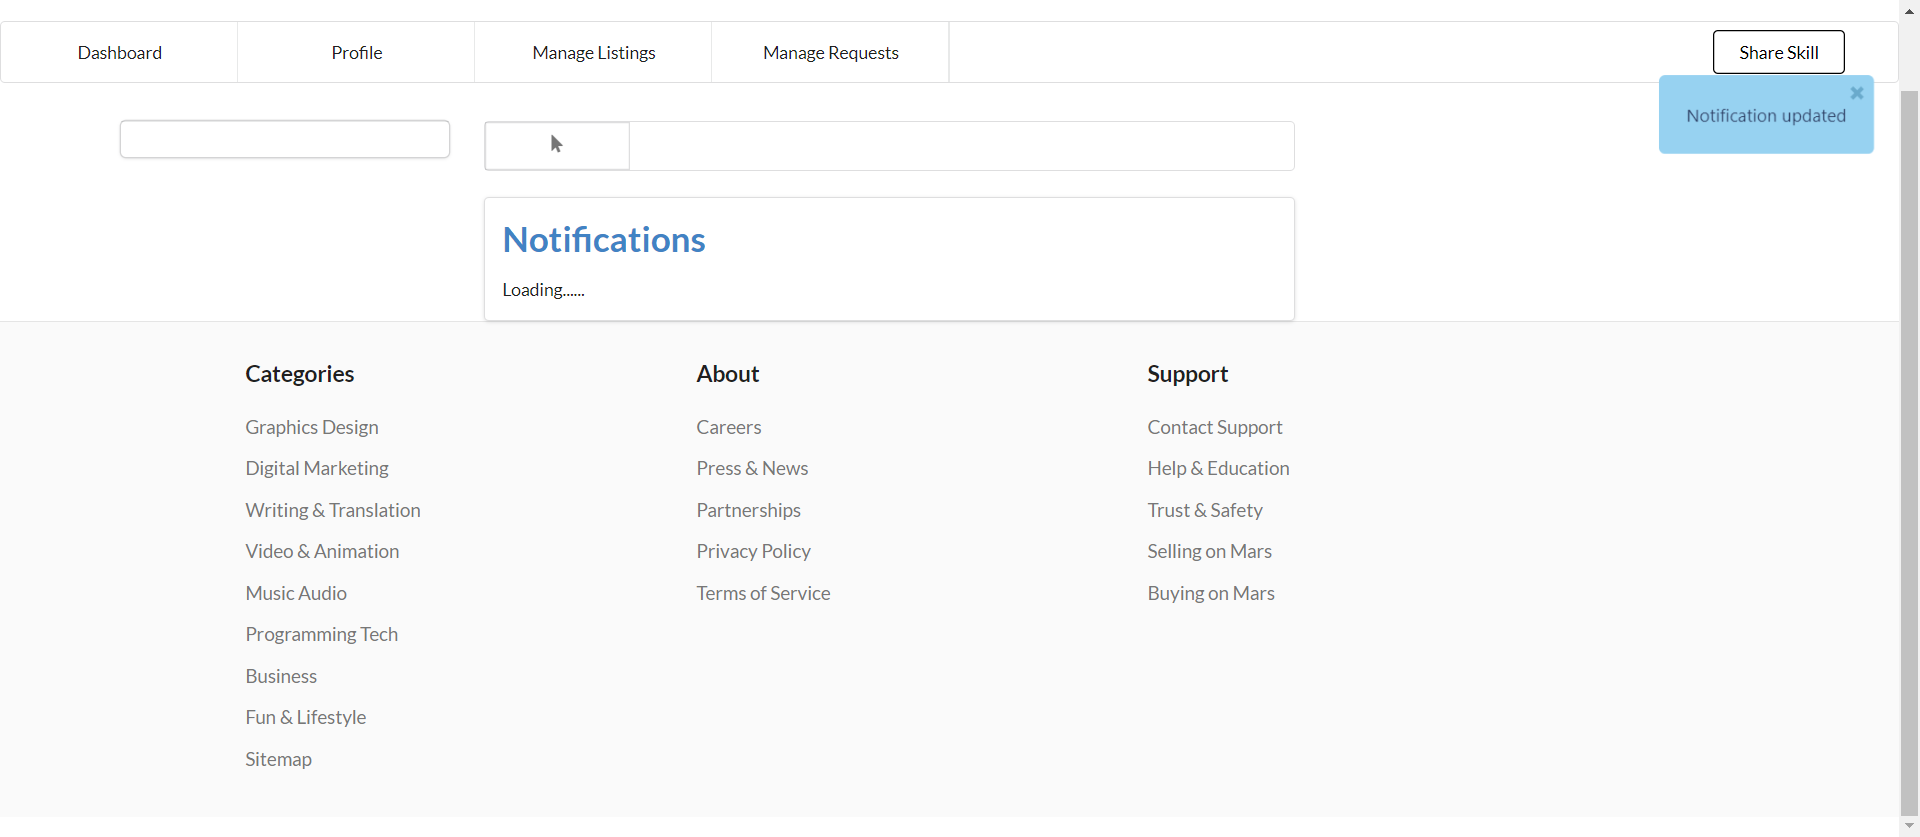 Dashboard
Profile
Manage Listings
Manage Requests
Share Skill
Notification updated
Notifications
Loading......
Categories
Graphics Design
Digital Marketing
Writing & Translation
Video & Animation
Music Audio
Programming Tech
Business
Fun & Lifestyle
Sitemap
About
Careers
Press & News
Partnerships
Privacy Policy
Terms of Service
Support
Contact Support
Help & Education
Trust & Safety
Selling on Mars
Buying on Mars